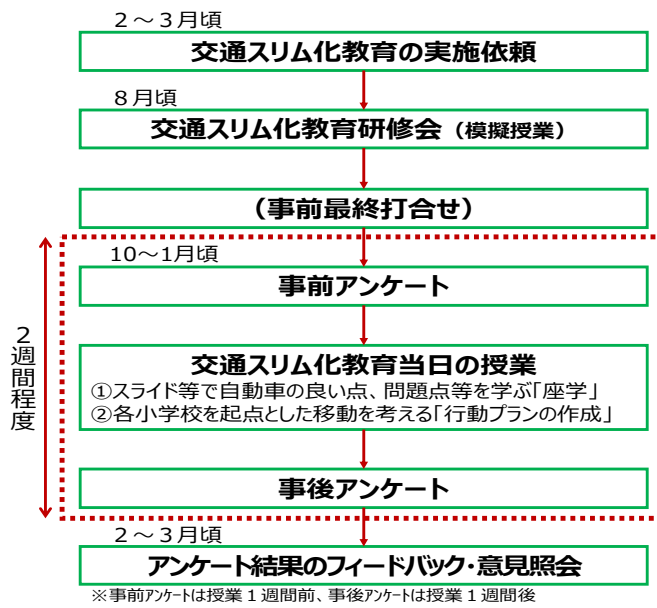 ２～３月頃
交通スリム化教育の実施依頼
８月頃
交通スリム化教育研修会（模擬授業）
（事前最終打合せ）
10～1月頃
事前アンケート
２週間程度
交通スリム化教育当日の授業
①スライド等で自動車の良い点、問題点等を学ぶ「座学」
②各小学校を起点とした移動を考える「行動プランの作成」
事後アンケート
２～３月頃
アンケート結果のフィードバック・意見照会
※事前アンケートは授業１週間前、事後アンケートは授業１週間後